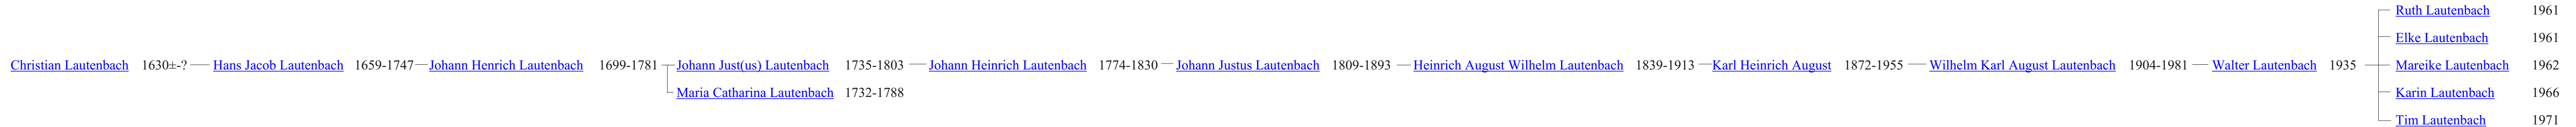 Ruth Lautenbach 1961
Elke Lautenbach 1961
Christian Lautenbach 1630±-? Hans Jacob Lautenbach 1659-1747 Johann Henrich Lautenbach 1699-1781 Johann Just(us) Lautenbach 1735-1803 Johann Heinrich Lautenbach 1774-1830 Johann Justus Lautenbach 1809-1893 Heinrich August Wilhelm Lautenbach 1839-1913 Karl Heinrich August 1872-1955 Wilhelm Karl August Lautenbach 1904-1981 Walter Lautenbach 1935 Mareike Lautenbach 1962
Maria Catharina Lautenbach 1732-1788 Karin Lautenbach 1966
Tim Lautenbach 1971